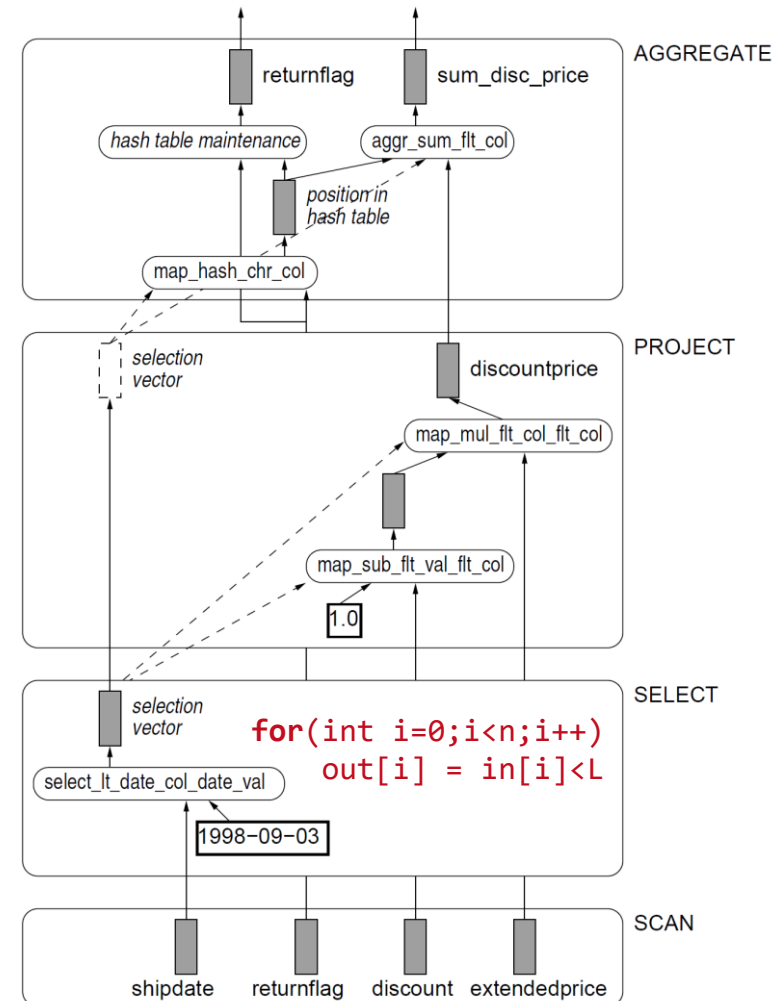 AGGREGATE
returnflag
sum_disc_price
hash table maintenance
aggr_sum_flt_col
position in
hash table
map_hash_chr_col
PROJECT
selection
vector
discountprice
map_mul_flt_col_flt_col
map_sub_flt_val_flt_col
1.0
SELECT
selection
vector
for(int i=0;i<n;i++)
out[i] = in[i]<L
select_lt_date_col_date_val
1998−09−03
SCAN
shipdate
returnflag
discount
extendedprice